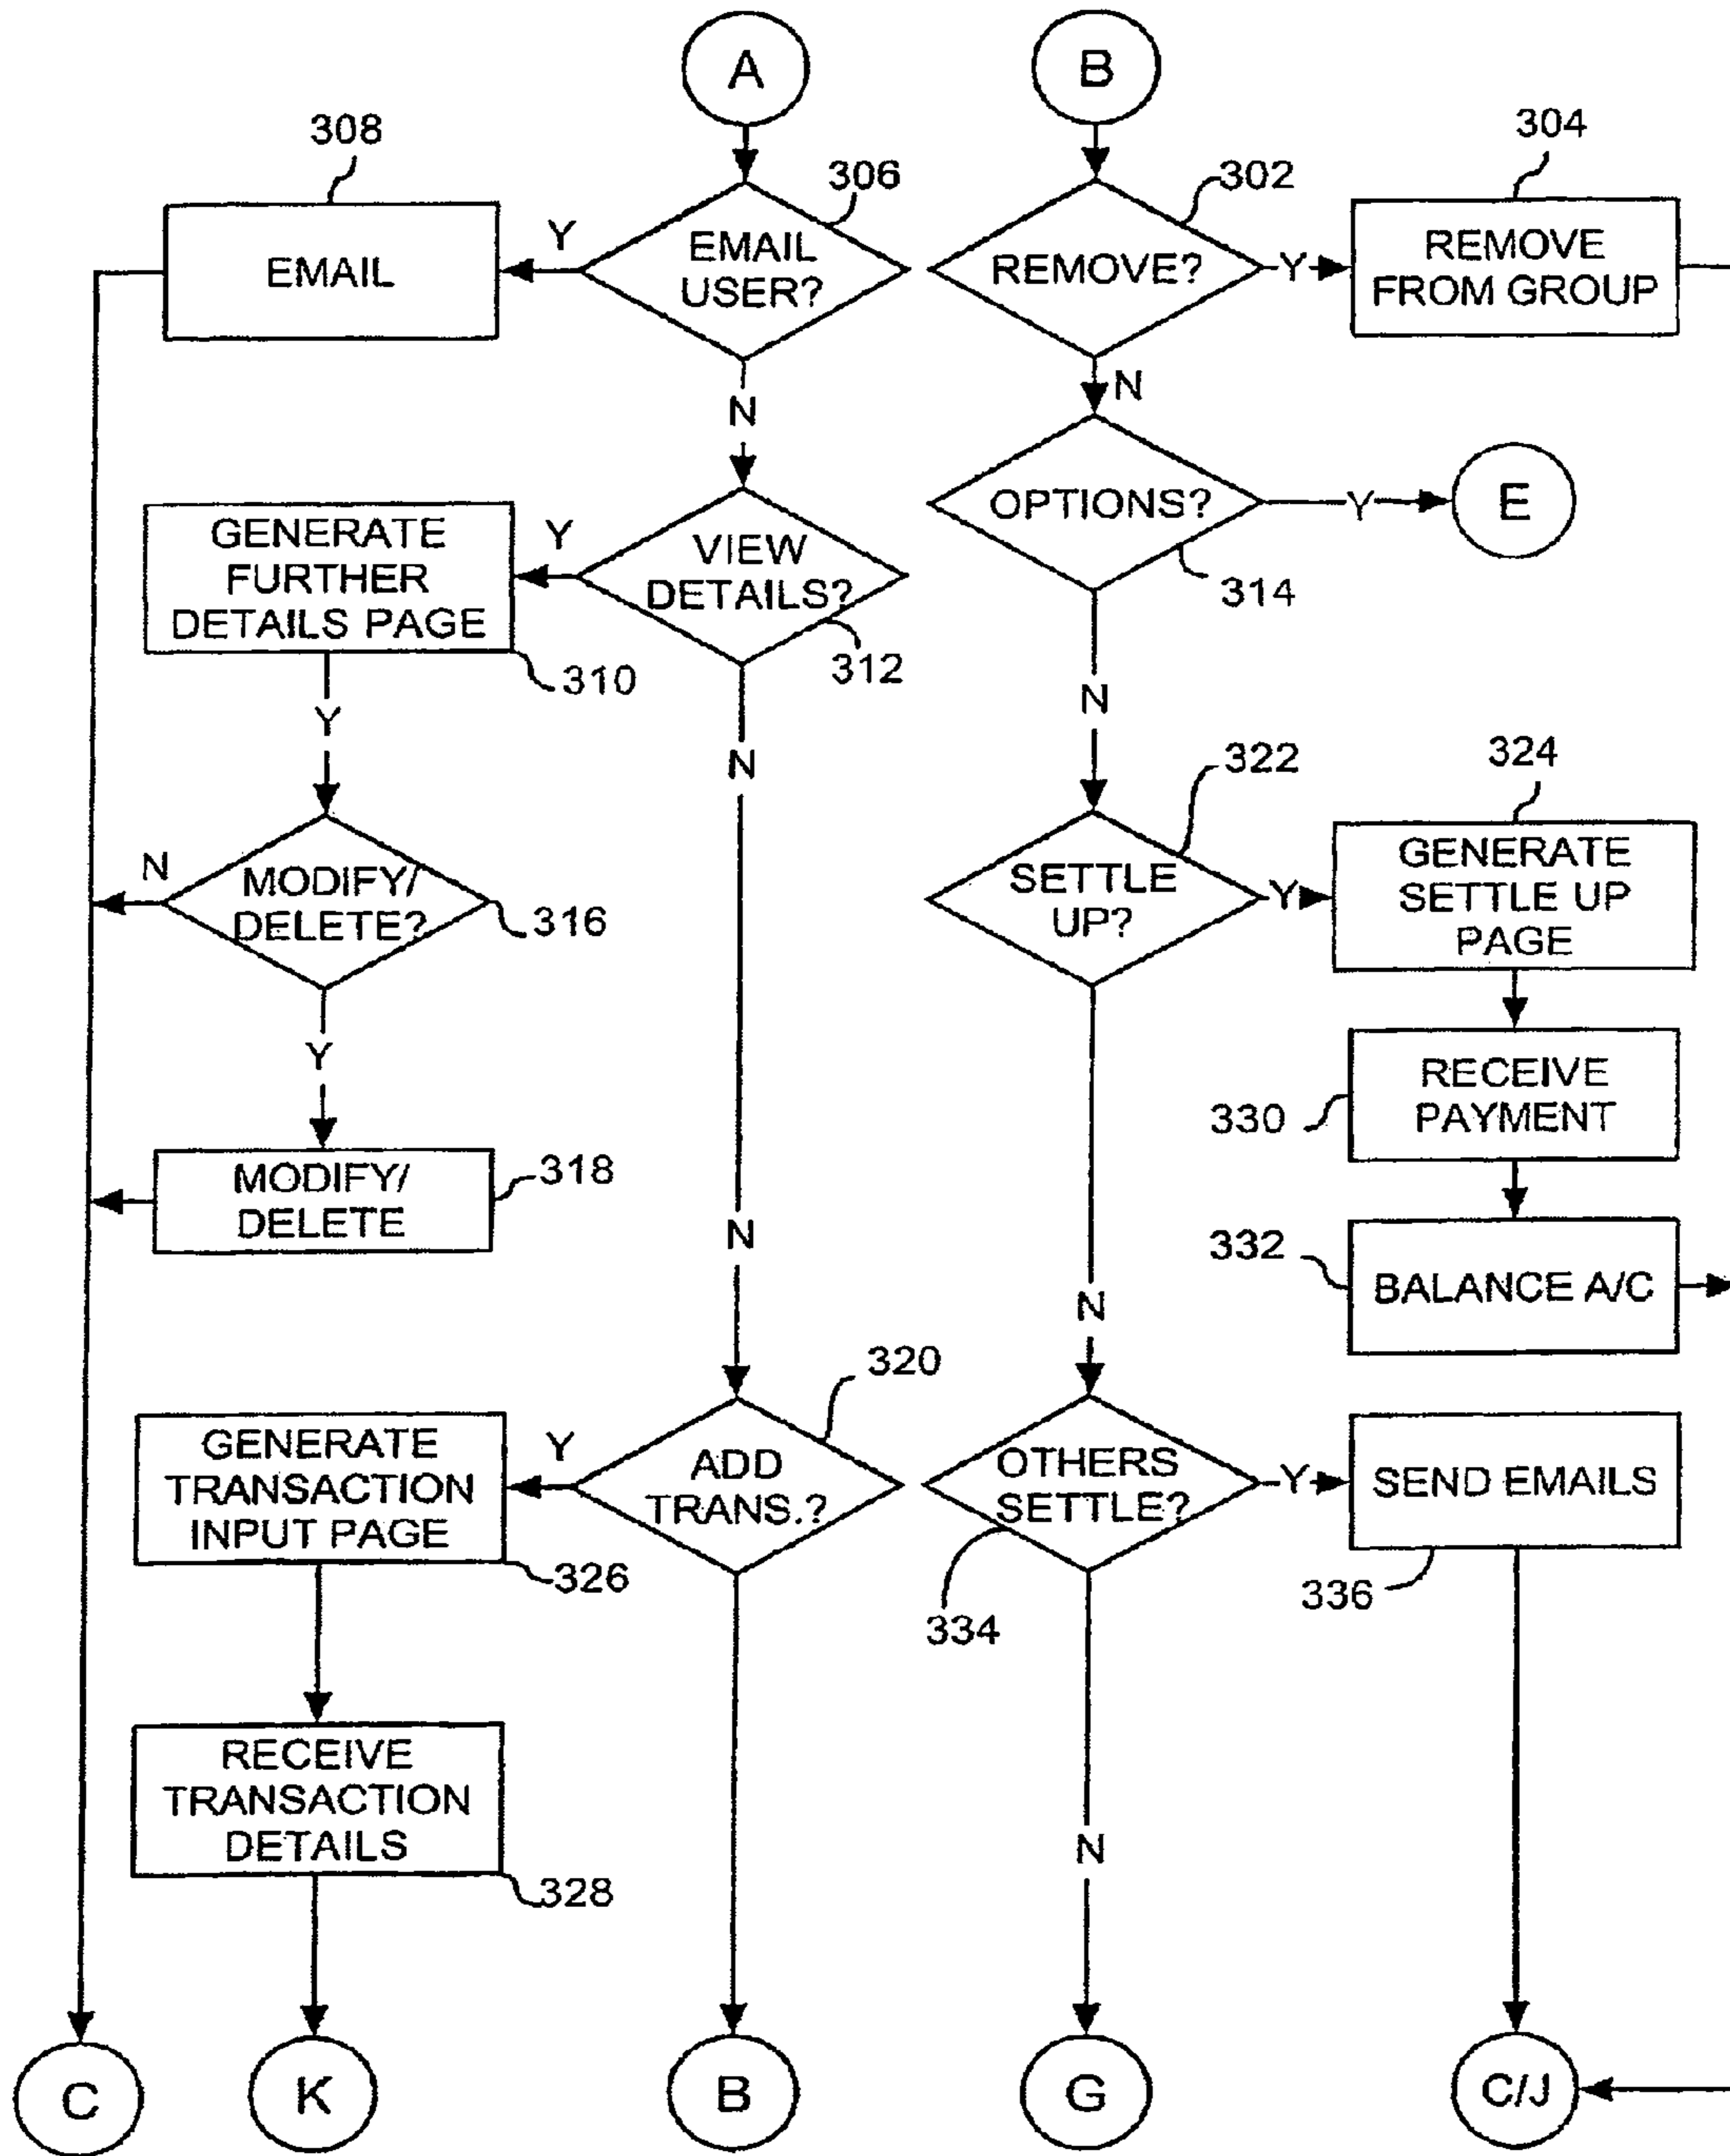 A
B
308
306
302
304
EMAIL
Y
EMAIL
USER?
REMOVE?
Y
REMOVE
FROM GROUP
N
N
GENERATE
FURTHER
DETAILS PAGE
Y
VIEW
DETAILS?
OPTIONS?
Y
E
310
312
314
Y
N
N
322
324
N
MODIFY/
DELETE?
316
SETTLE
UP?
Y
GENERATE
SETTLE UP
PAGE
Y
330
RECEIVE
PAYMENT
MODIFY/
DELETE
318
N
332
BALANCE A/C
N
320
GENERATE
TRANSACTION
INPUT PAGE
Y
ADD
TRANS.?
OTHERS
SETTLE?
Y
SEND EMAILS
326
334
336
RECEIVE
TRANSACTION
DETAILS
328
N
C
K
B
G
C/J